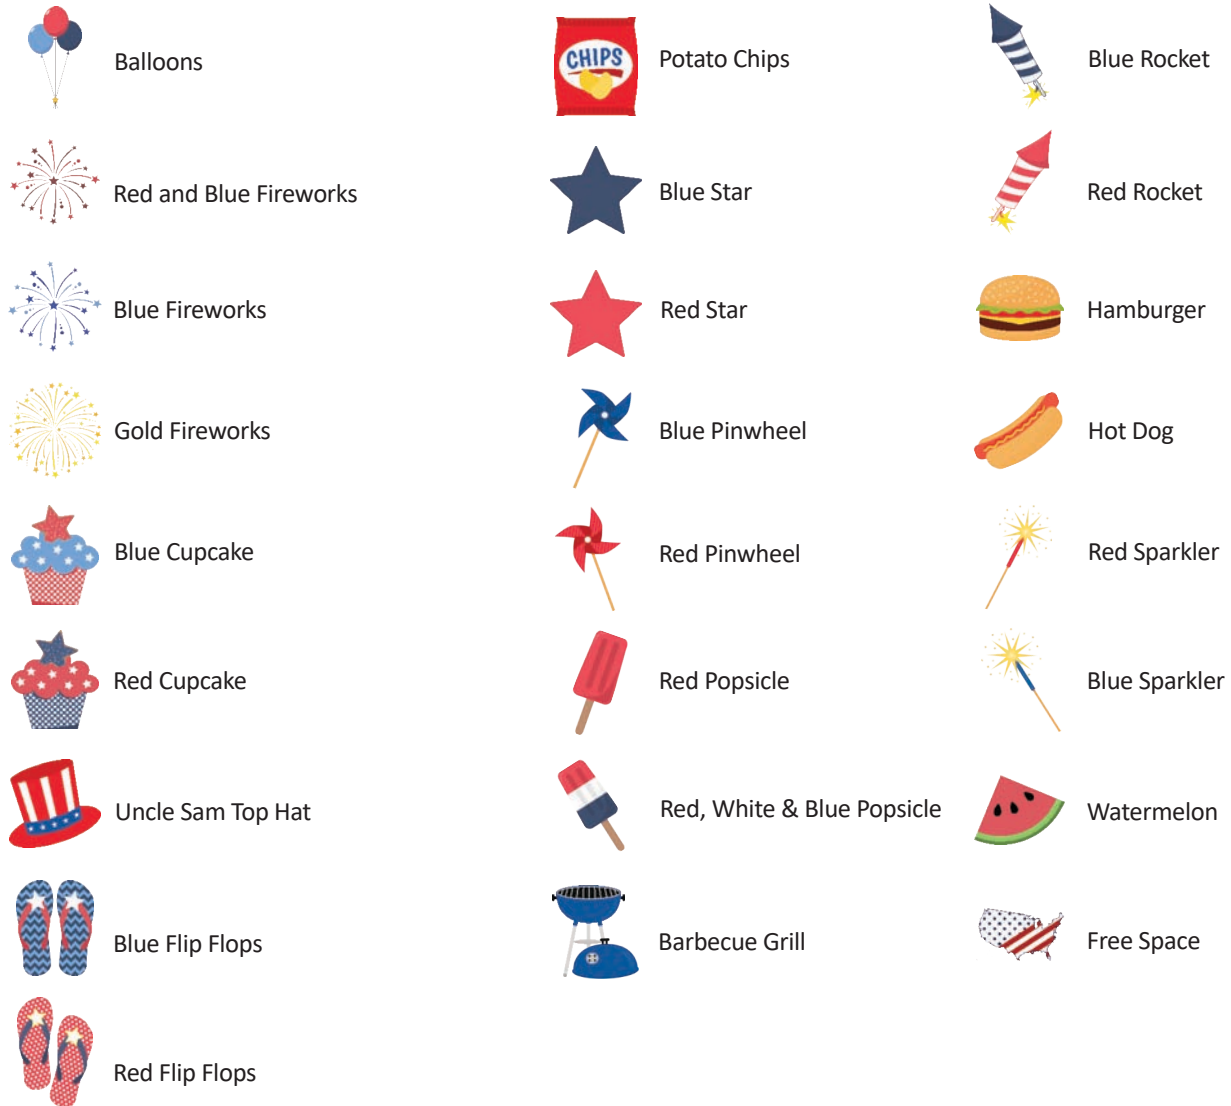 Balloons
Red and Blue Fireworks
Blue Fireworks
Gold Fireworks
Blue Cupcake
Red Cupcake
Uncle Sam Top Hat
Blue Flip Flops
Red Flip Flops
CHIPS
Potato Chips
Blue Star
Red Star
Blue Pinwheel
Red Pinwheel
Red Popsicle
Red, White & Blue Popsicle
Barbecue Grill
Blue Rocket
Red Rocket
Hamburger
Hot Dog
Red Sparkler
Blue Sparkler
Watermelon
Free Space